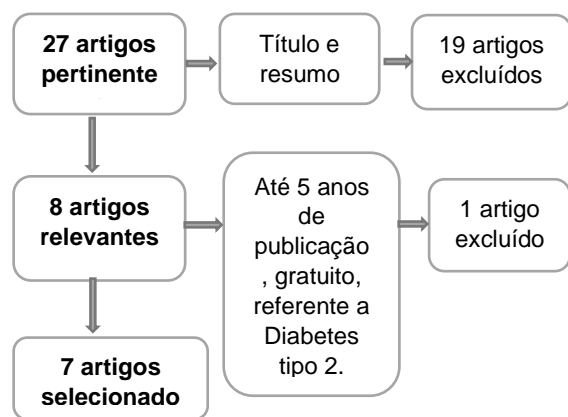 27 artigos
pertinente
Título e
resumo
19 artigos
excluídos
8 artigos
relevantes
Até 5 anos
de
publicação
, gratuito,
referente a
Diabetes
tipo 2.
1 artigo
excluído
7 artigos
selecionado